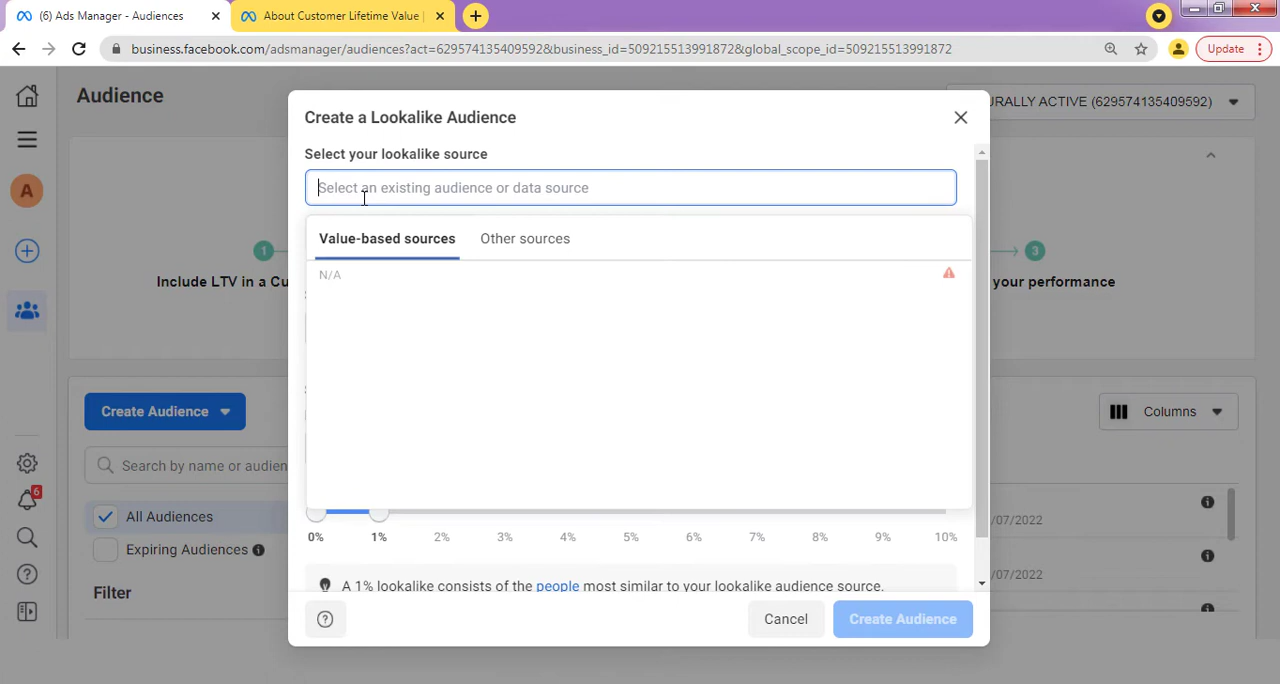 (6) Ads Manager - Audiences
About Customer Lifetime Value |
business.facebook.com/adsmanager/audiences?act=629574135409592&business_id=509215513991872&global_scope_id=509215513991872
Update
Audience
URALLY ACTIVE (629574135409592)
Create a Lookalike Audience
Select your lookalike source
Select an existing audience or data source
Value-based sources
Other sources
N/A
A
1
3
Include LTV in a Cu
your performance
Create Audience
Columns
Search by name or audien
All Audiences
/07/2022
Expiring Audiences
/07/2022
6
Filter
0% 1% 2% 3% 4% 5% 6% 7% 8% 9% 10%
A 1% lookalike consists of the people most similar to your lookalike audience source.
Cancel
Create Audience